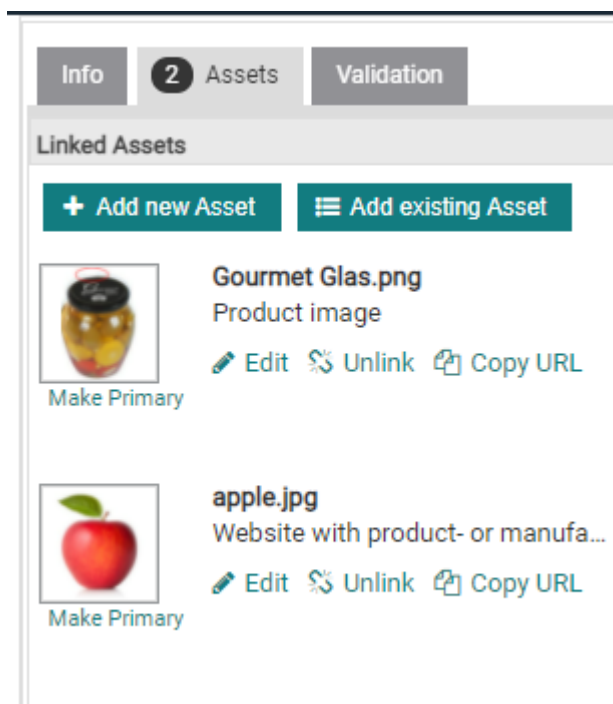 Info 2 Assets Validation
Linked Assets
Add new Asset Add existing Asset
Gourmet Glas.png
Product image
Edit Unlink Copy URL
Make Primary
apple.jpg
Website with product- or manufa...
Edit Unlink Copy URL
Make Primary